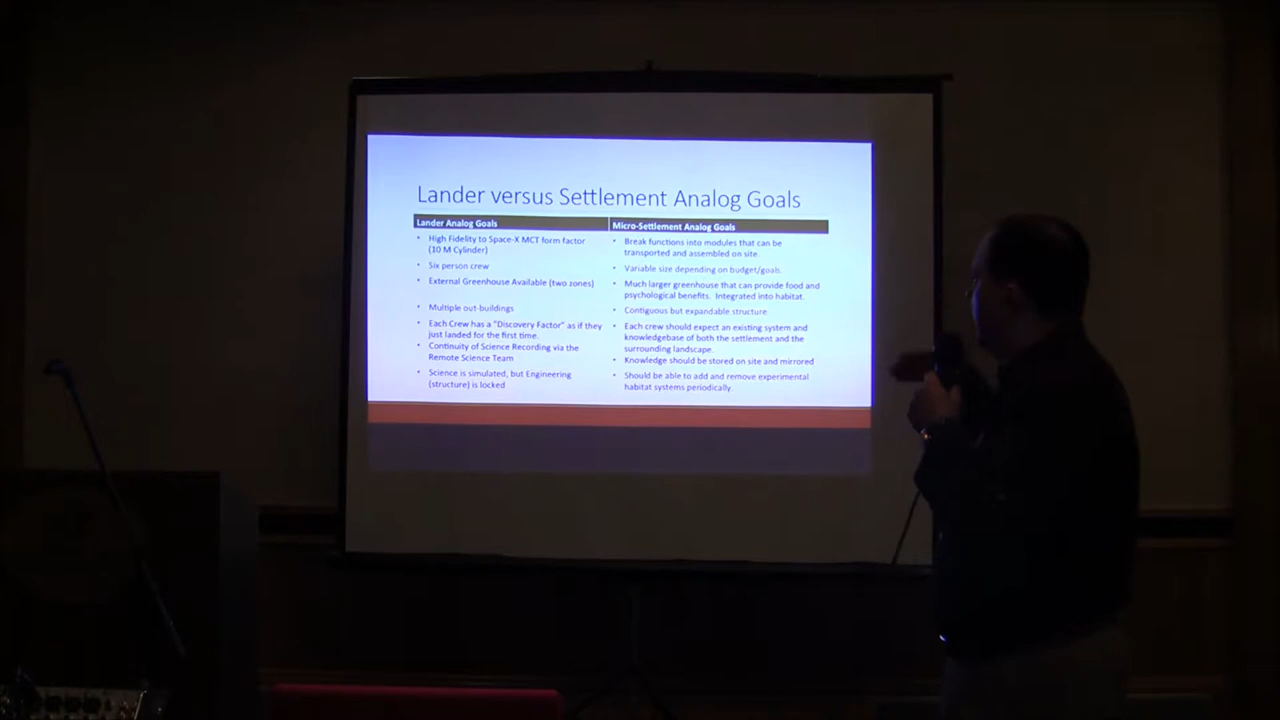 Lander versus Settlement Analog Goals
Lander Analog Goals
High Fidelity to Space-X MCT form factor
(10 M Cylinder)
Six person crew
External Greenhouse Available (two zones)
Multiple out-buildings
Each Crew has a "Discovery Factor" as if they
just landed for the first time.
Continuity of Science Recording via the
Remote Science Team
Science is simulated, but Engineering
(structure) is locked
Micro-Settlement Analog Goals
Break functions into modules that can be
transported and assembled on site.
Variable size depending on budget/goals.
Much larger greenhouse that can provide food and
psychological benefits. Integrated into habitat.
Contiguous but expandable structure
Each crew should expect an existing system and
knowledgebase of both the settlement and the
surrounding landscape.
Knowledge should be stored on site and mirrored
Should be able to add and remove experimental
habitat systems periodically.